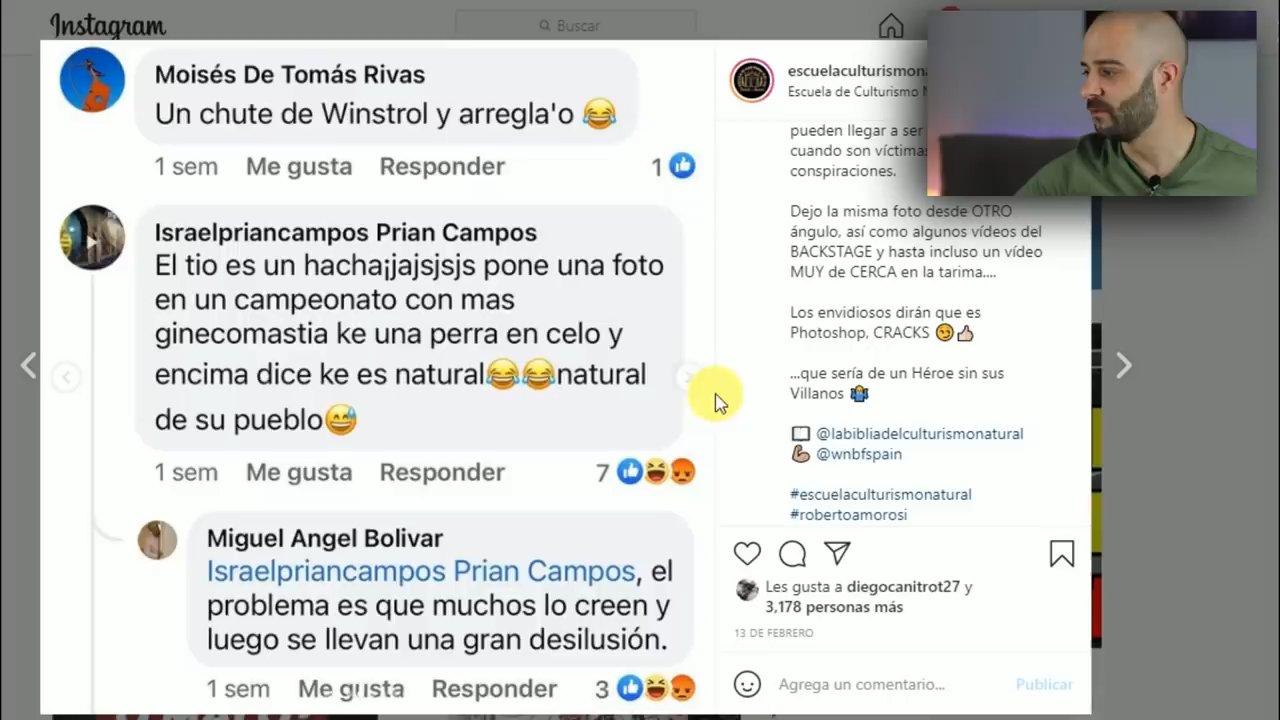 Instagram
Buscar
Moisés De Tomás Rivas
Un chute de Winstrol y arregla'o 😂
1 sem Me gusta Responder 1
Israelpriancampos Prian Campos
El tio es un hacha¡jajsjsjs pone una foto
en un campeonato con mas
ginecomastia ke una perra en celo y
encima dice ke es natural😂😂natural
de su pueblo😅
1 sem Me gusta Responder 7
Miguel Angel Bolivar
Israelpriancampos Prian Campos, el
problema es que muchos lo creen y
luego se llevan una gran desilusión.
1 sem Me gusta Responder 3
escuelaculturismona
Escuela de Culturismo
pueden llegar a ser
cuando son víctimas
conspiraciones.
Dejo la misma foto desde OTRO
ángulo, así como algunos vídeos del
BACKSTAGE y hasta incluso un vídeo
MUY de CERCA en la tarima....
Los envidiosos dirán que es
Photoshop, CRACKS 😉👍🏻
...que sería de un Héroe sin sus
Villanos 🤷
📖 @labibliadelculturismonatural
💪🏼 @wnbfspain
#escuelaculturismonatural
#robertoamorosi
Les gusta a diegocanitrot27 y
3,178 personas más
13 DE FEBRERO
Agrega un comentario... Publicar